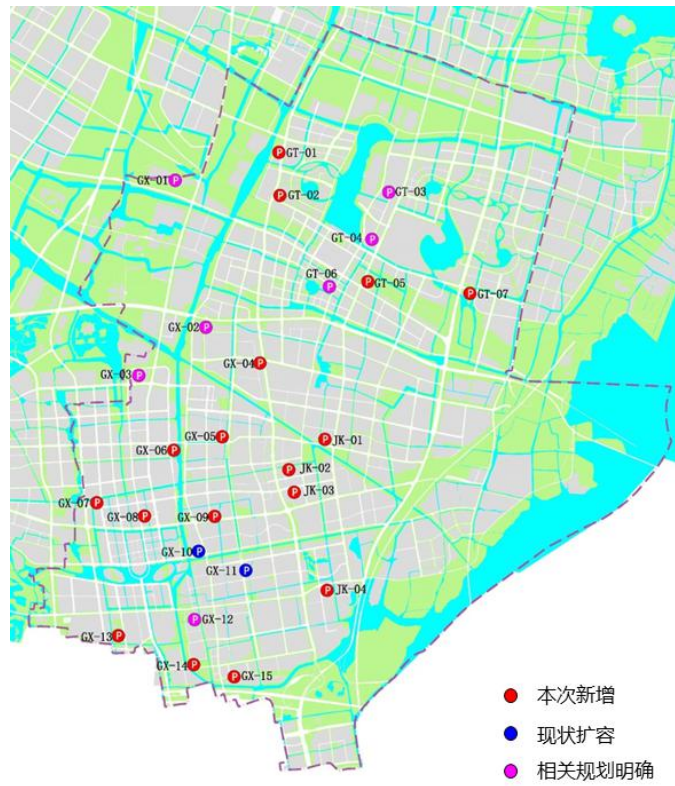 P GT-01
GX-01 P
P GT-02
P GT-03
GT-04 P
GT-06
P
P GT-05
P GT-07
GX-02 P
GX-04 P
GX-03 P
GX-05 P
P JK-01
GX-06 P
P JK-02
P JK-03
GX-07 P
GX-08 P
GX-09 P
GX-10 P
GX-11 P
P JK-04
P GX-12
GX-13 P
GX-14 P
P GX-15
本次新增
现状扩容
相关规划明确